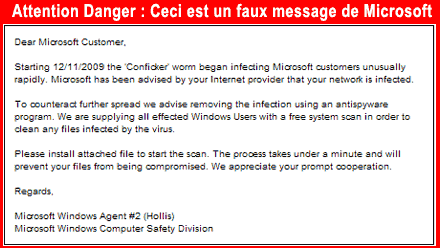 Attention Danger : Ceci est un faux message de Microsoft
Dear Microsoft Customer,
Starting 12/11/2009 the 'Conficker' worm began infecting Microsoft customers unusually
rapidly. Microsoft has been advised by your Internet provider that your network is infected.
To counteract further spread we advise removing the infection using an antispyware
program. We are supplying all effected Windows Users with a free system scan in order to
clean any files infected by the virus.
Please install attached file to start the scan. The process takes under a minute and will
prevent your files from being compromised. We appreciate your prompt cooperation.
Regards,
Microsoft Windows Agent #2 (Hollis)
Microsoft Windows Computer Safety Division